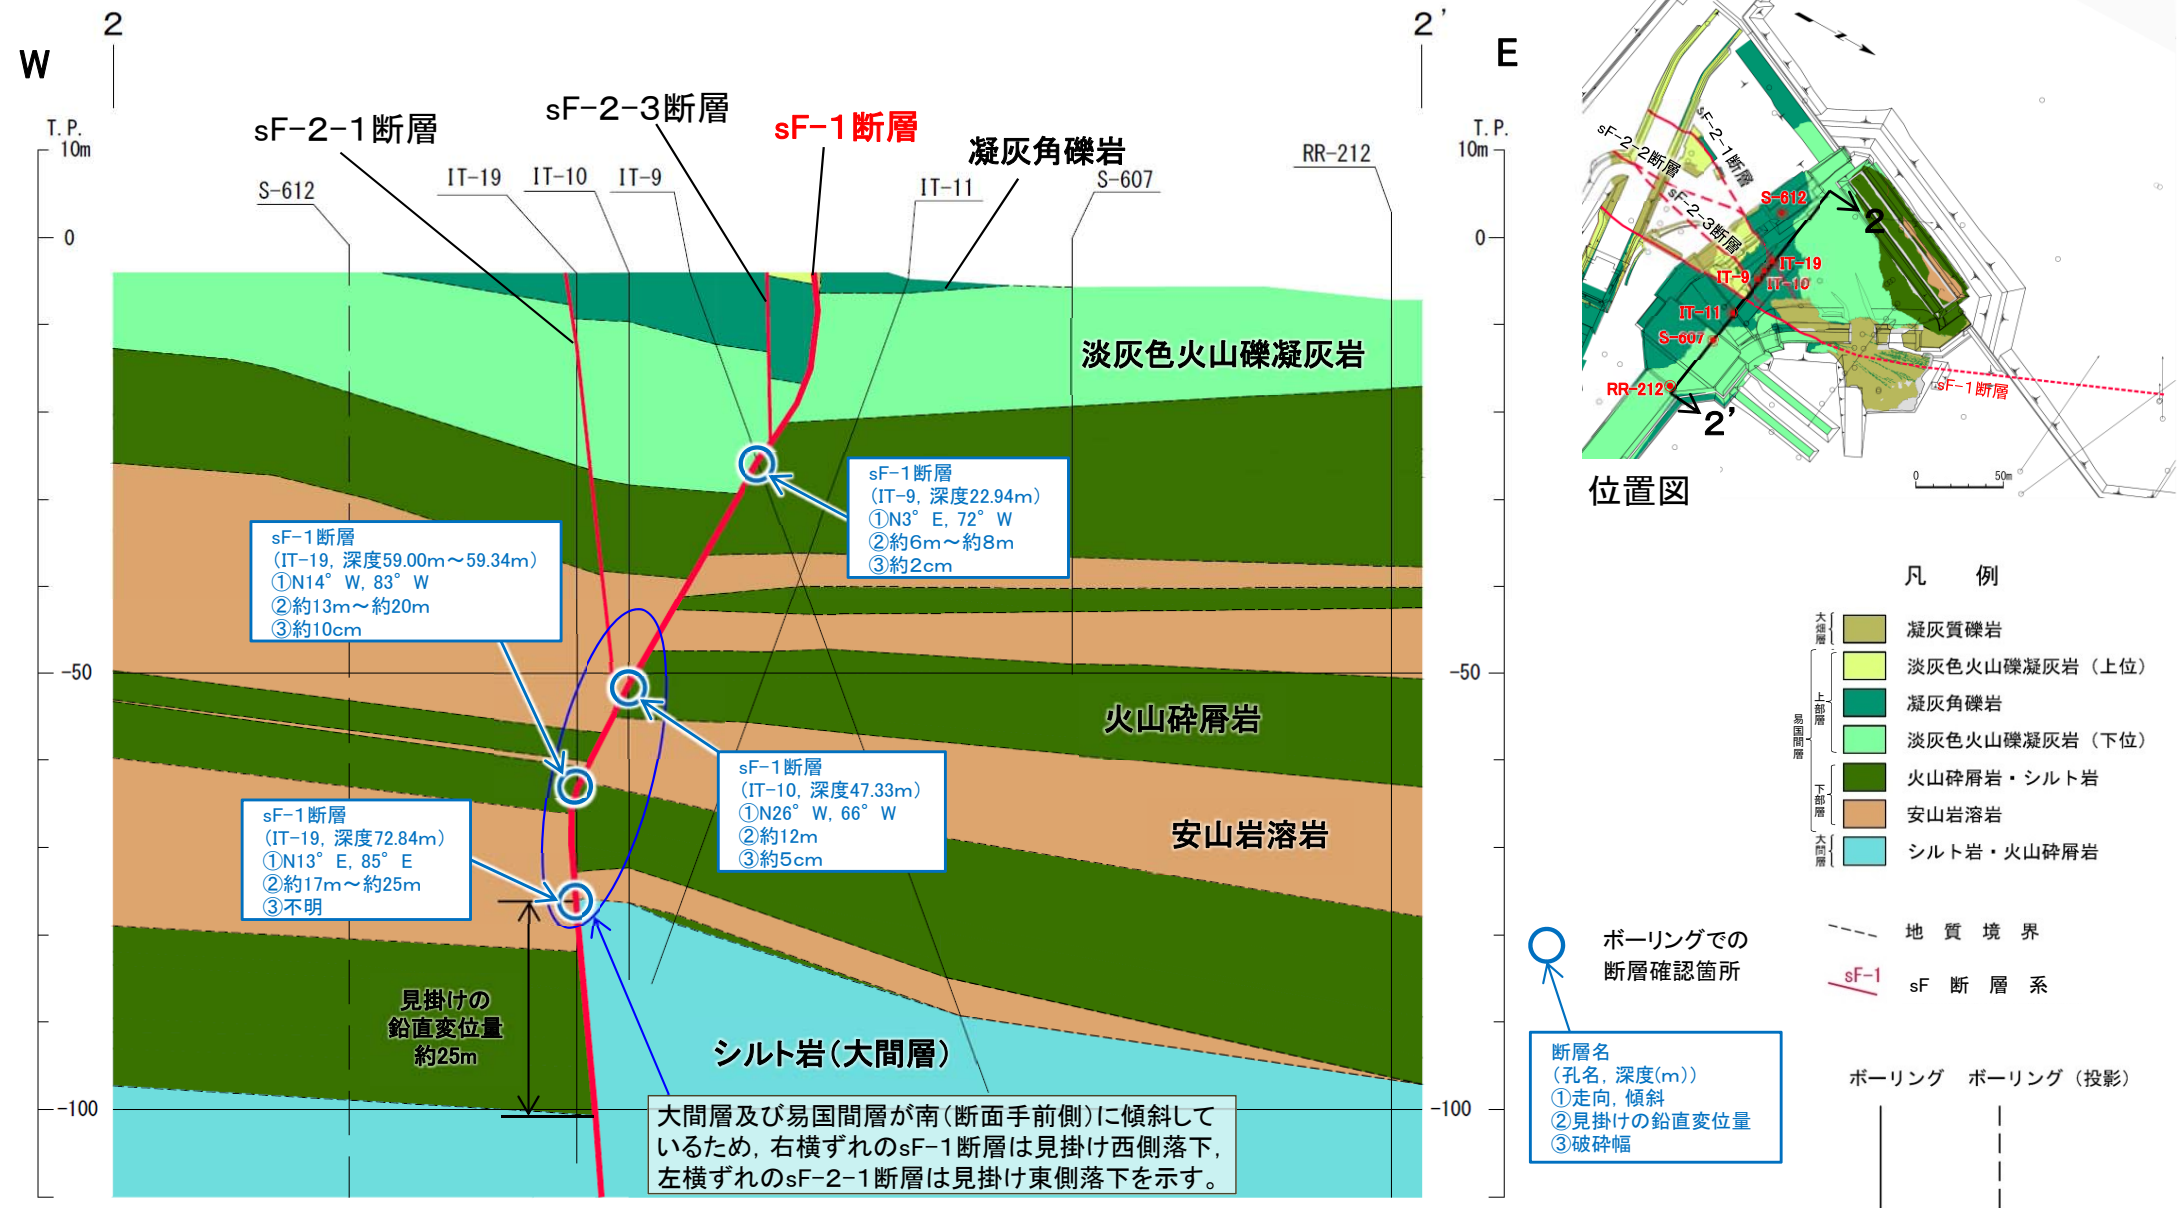 2
2'
W
E
T.P.
10m
0
-50
-100
T.P.
10m
0
-50
-100
sF-2-1断層
sF-2-3断層
sF-1断層
凝灰角礫岩
S-612
IT-19
IT-10
IT-9
IT-11
S-607
RR-212
淡灰色火山礫凝灰岩
火山砕屑岩
安山岩溶岩
シルト岩(大間層)
sF-1断層
(IT-9, 深度22.94m)
①N3°E, 72°W
②約6m～約8m
③約2cm
sF-1断層
(IT-19, 深度59.00m～59.34m)
①N14°W, 83°W
②約13m～約20m
③約10cm
sF-1断層
(IT-10, 深度47.33m)
①N26°W, 66°W
②約12m
③約5cm
sF-1断層
(IT-19, 深度72.84m)
①N13°E, 85°E
②約17m～約25m
③不明
見掛けの
鉛直変位量
約25m
大間層及び易国間層が南(断面手前側)に傾斜して
いるため, 右横ずれのsF-1断層は見掛け西側落下,
左横ずれのsF-2-1断層は見掛け東側落下を示す。
sF-2-2断層
sF-2-1断層
sF-2-3断層
S-612
2
IT-19
IT-9
IT-10
IT-11
S-607
RR-212
2'
sF-1断層
N
0
50m
位置図
凡 例
大畑層
凝灰質礫岩
易国間層
上部層
淡灰色火山礫凝灰岩(上位)
凝灰角礫岩
淡灰色火山礫凝灰岩(下位)
下部層
火山砕屑岩・シルト岩
安山岩溶岩
大間層
シルト岩・火山砕屑岩
地 質 境 界
sF-1
sF 断 層 系
ボーリングでの
断層確認箇所
断層名
(孔名, 深度(m))
①走向, 傾斜
②見掛けの鉛直変位量
③破砕幅
ボーリング
ボーリング(投影)